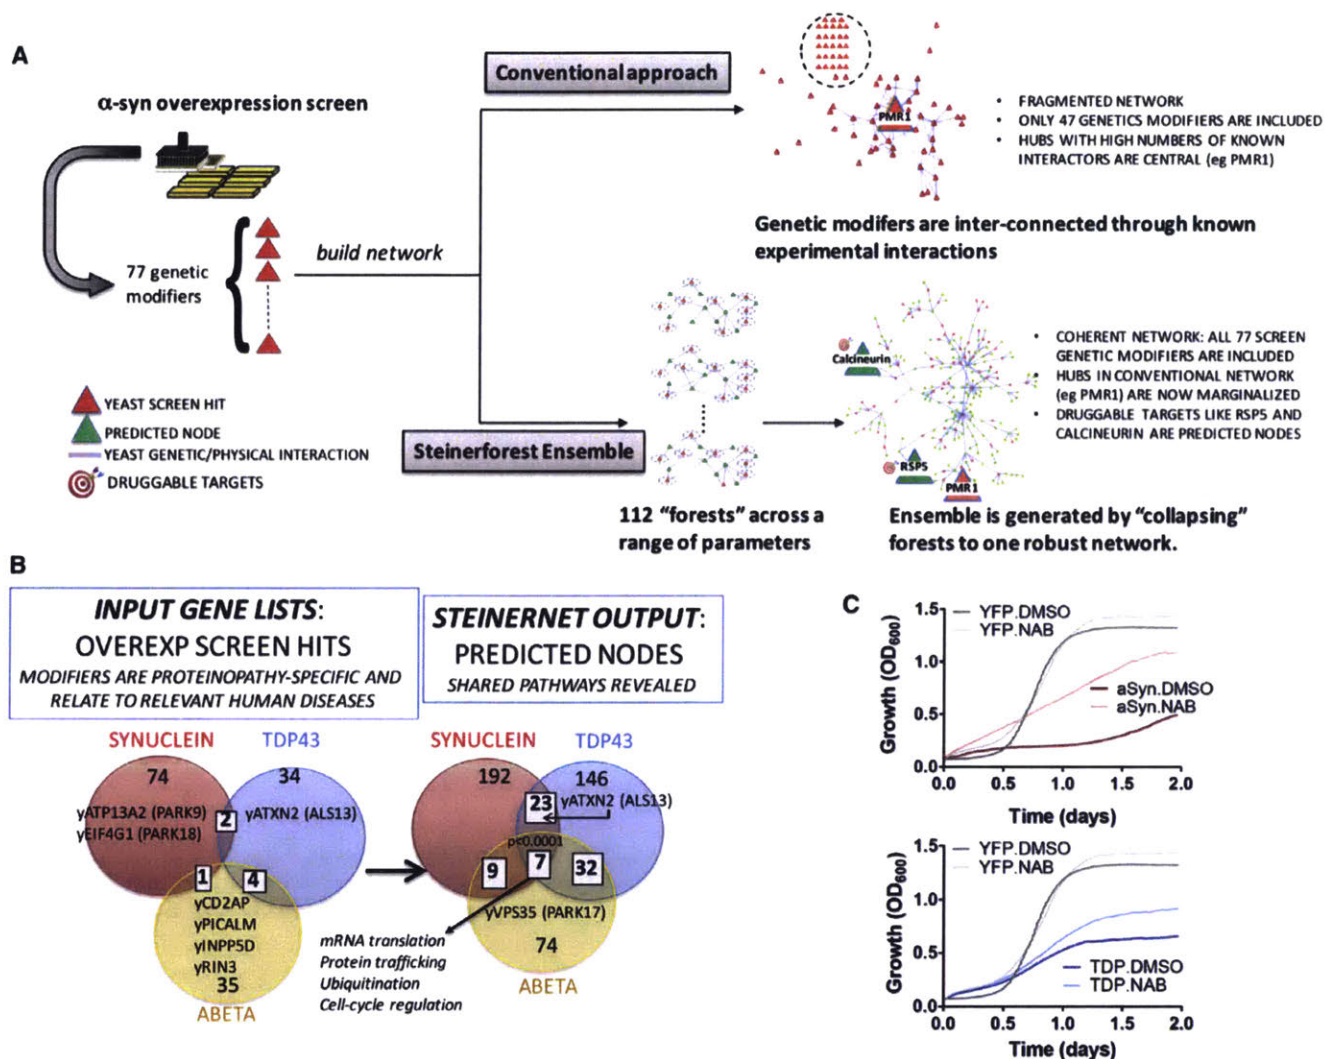 A
α-syn overexpression screen
77 genetic
modifiers
build network
Conventional approach
PMR1
• FRAGMENTED NETWORK
• ONLY 47 GENETICS MODIFIERS ARE INCLUDED
• HUBS WITH HIGH NUMBERS OF KNOWN
INTERACTORS ARE CENTRAL (eg PMR1)
Genetic modifers are inter-connected through known
experimental interactions
YEAST SCREEN HIT
PREDICTED NODE
YEAST GENETIC/PHYSICAL INTERACTION
DRUGGABLE TARGETS
Steinerforest Ensemble
112 "forests" across a
range of parameters
Calcineurin
RSP5
PMR1
• COHERENT NETWORK: ALL 77 SCREEN
GENETIC MODIFIERS ARE INCLUDED
• HUBS IN CONVENTIONAL NETWORK
(eg PMR1) ARE NOW MARGINALIZED
• DRUGGABLE TARGETS LIKE RSP5 AND
CALCINEURIN ARE PREDICTED NODES
Ensemble is generated by "collapsing"
forests to one robust network.
B
INPUT GENE LISTS:
OVEREXP SCREEN HITS
MODIFIERS ARE PROTEINOPATHY-SPECIFIC AND
RELATE TO RELEVANT HUMAN DISEASES
SYNUCLEIN
TDP43
74
34
yATP13A2 (PARK9)
yEIF4G1 (PARK18)
2
yATXN2 (ALS13)
1
4
yCD2AP
yPICALM
yINPP5D
yRIN3
35
ABETA
STEINERNET OUTPUT:
PREDICTED NODES
SHARED PATHWAYS REVEALED
SYNUCLEIN
TDP43
192
146
23
yATXN2 (ALS13)
p<0.0001
9
7
32
yVPS35 (PARK17)
74
ABETA
mRNA translation
Protein trafficking
Ubiquitination
Cell-cycle regulation
C
Growth (OD600)
1.5
1.0
0.5
0.0
YFP.DMSO
YFP.NAB
aSyn.DMSO
aSyn.NAB
0.0 0.5 1.0 1.5 2.0
Time (days)
Growth (OD600)
1.5
1.0
0.5
0.0
YFP.DMSO
YFP.NAB
TDP.DMSO
TDP.NAB
0.0 0.5 1.0 1.5 2.0
Time (days)